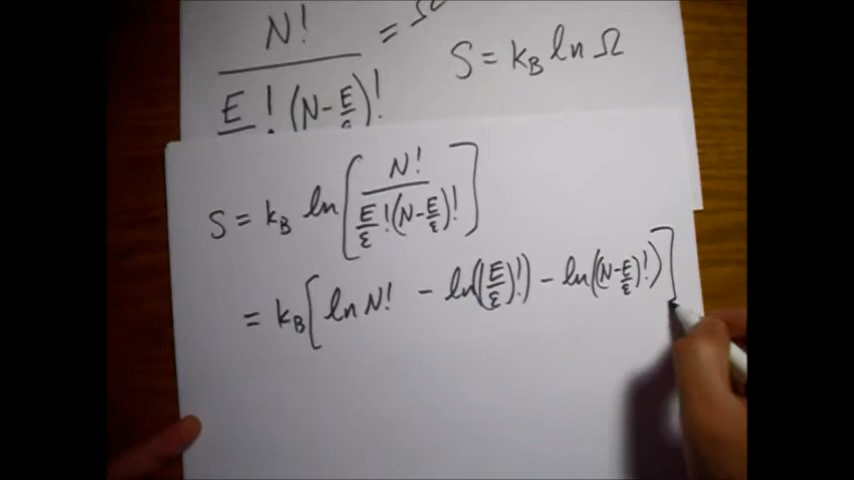 N! / E/ε ! (N - E/ε)! = Ω
S = k_B ln Ω
S = k_B ln [ N! / E/ε ! (N - E/ε)! ]
= k_B [ ln N! - ln((E/ε)!) - ln((N - E/ε)!) ]